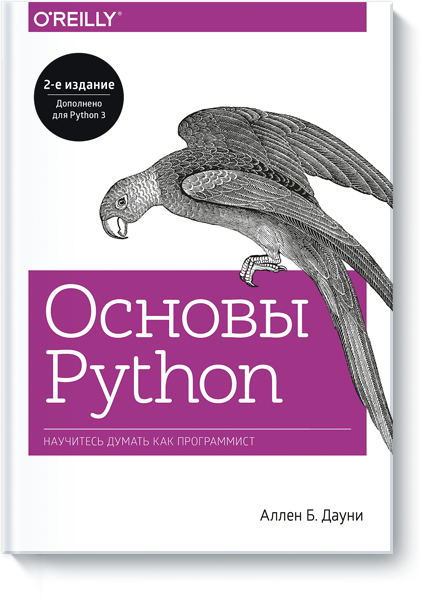 O'REILLY®
2-е издание
Дополнено
для Python 3
Основы
Python
НАУЧИТЕСЬ ДУМАТЬ КАК ПРОГРАММИСТ
Аллен Б. Дауни